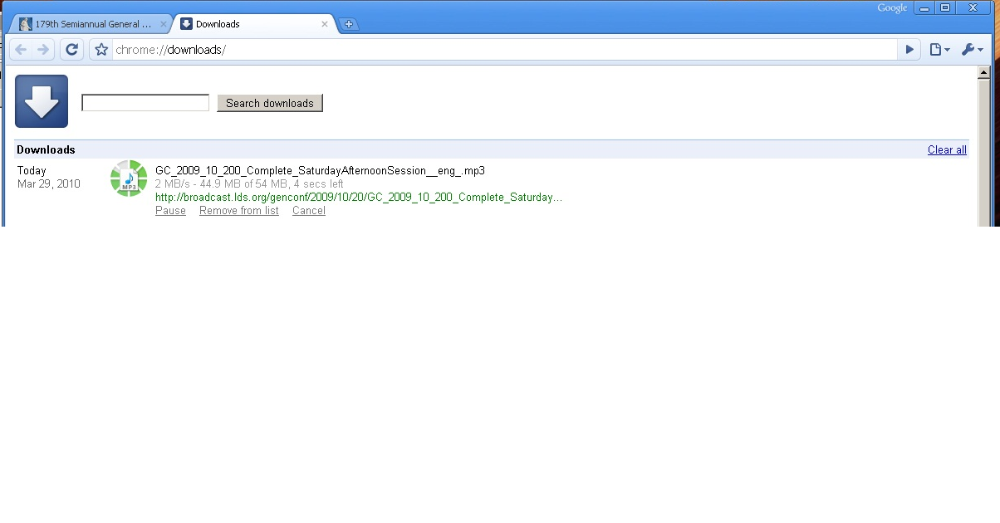 Google
179th Semiannual General ...
Downloads
chrome://downloads/
Search downloads
Downloads
Clear all
Today
Mar 29, 2010
MP3
GC_2009_10_200_Complete_SaturdayAfternoonSession__eng_.mp3
2 MB/s - 44.9 MB of 54 MB, 4 secs left
http://broadcast.lds.org/genconf/2009/10/20/GC_2009_10_200_Complete_Saturday...
Pause Remove from list Cancel